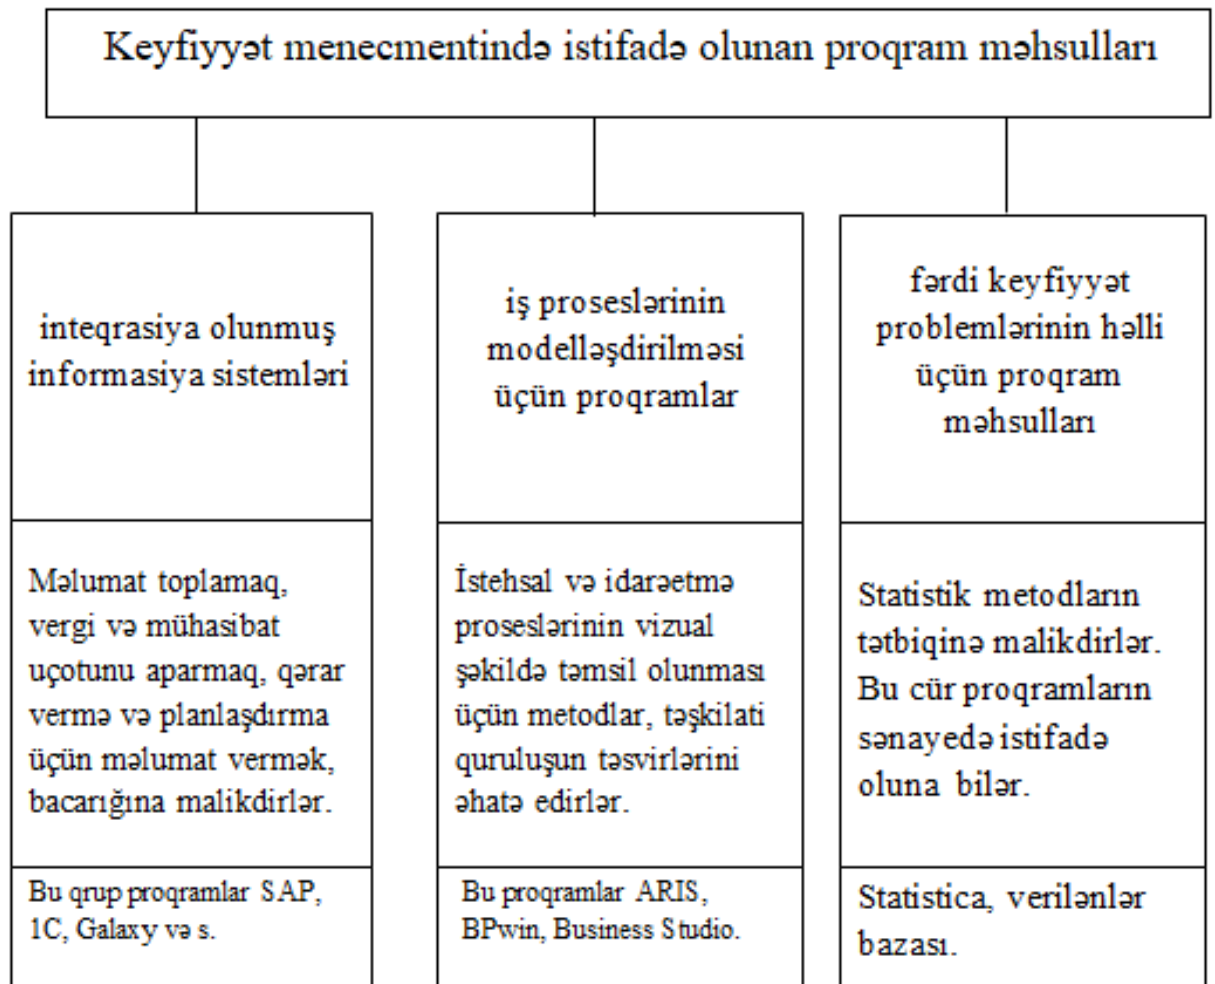 Keyfiyyət menecmentində istifadə olunan proqram məhsulları
inteqrasiya olunmuş
informasiya sistemləri
Məlumat toplamaq,
vergi və mühasibat
uçotunu aparmaq, qərar
vermə və planlaşdırma
üçün məlumat vermək,
bacarığına malikdirlər.
Bu qrup proqramlar SAP,
1C, Galaxy və s.
iş proseslərinin
modelləşdirilməsi
üçün proqramlar
İstehsal və idarəetmə
proseslərinin vizual
şəkildə təmsil olunması
üçün metodlar, təşkilati
quruluşun təsvirlərini
əhatə edirlər.
Bu proqramlar ARIS,
BPwin, Business Studio.
fərdi keyfiyyət
problemlərinin həlli
üçün proqram
məhsulları
Statistik metodların
tətbiqinə malikdirlər.
Bu cür proqramların
sənayedə istifadə
oluna bilər.
Statistica, verilənlər
bazası.